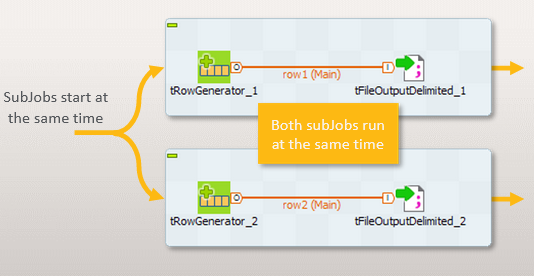 SubJobs start at
the same time
tRowGenerator_1
row1 (Main)
tFileOutputDelimited_1
Both subJobs run
at the same time
tRowGenerator_2
row2 (Main)
tFileOutputDelimited_2